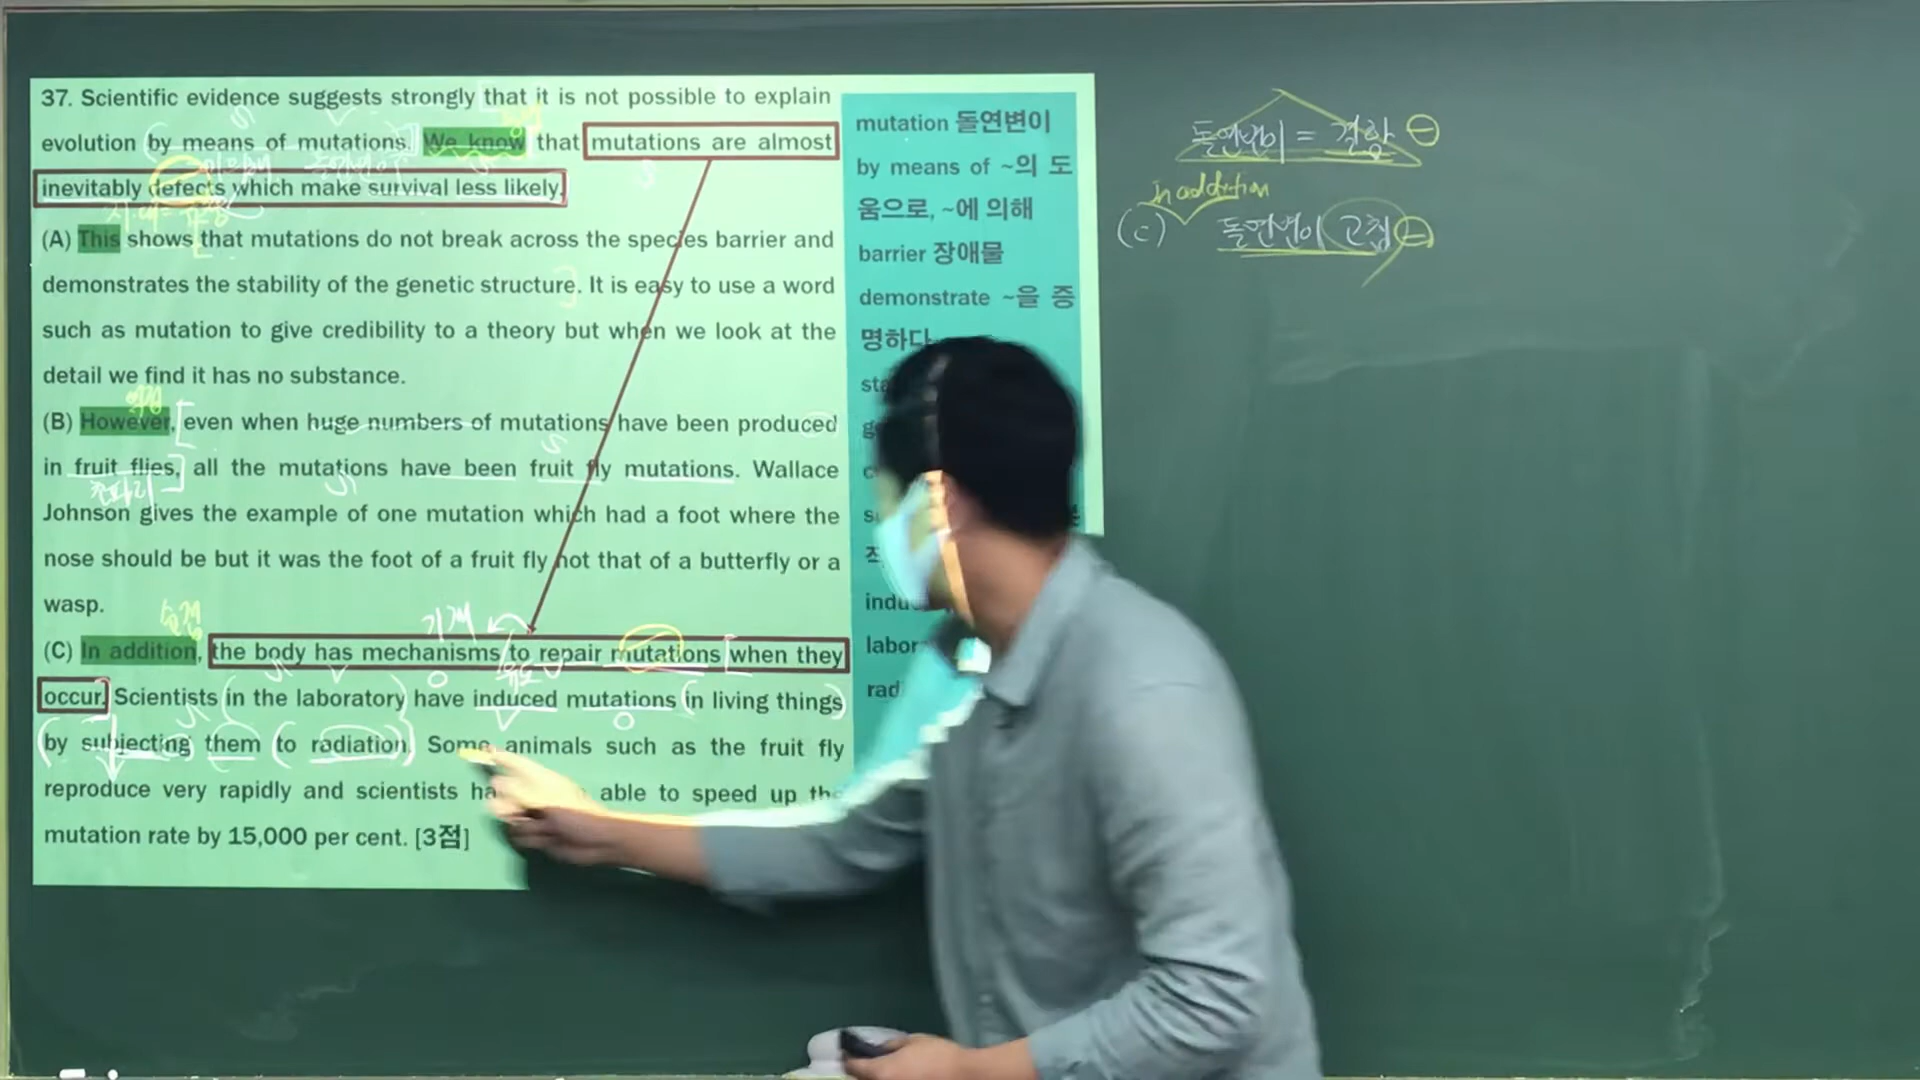 37. Scientific evidence suggests strongly that it is not possible to explain
evolution by means of mutations. We know that mutations are almost
inevitably defects which make survival less likely.
(A) This shows that mutations do not break across the species barrier and
demonstrates the stability of the genetic structure. It is easy to use a word
such as mutation to give credibility to a theory but when we look at the
detail we find it has no substance.
(B) However, even when huge numbers of mutations have been produced
in fruit flies, all the mutations have been fruit fly mutations. Wallace
초파리
Johnson gives the example of one mutation which had a foot where the
nose should be but it was the foot of a fruit fly not that of a butterfly or a
wasp.
기재
(C) In addition, the body has mechanisms to repair mutations when they
유도
occur. Scientists in the laboratory have induced mutations in living things
by subjecting them to radiation. Some animals such as the fruit fly
reproduce very rapidly and scientists ha able to speed up the
mutation rate by 15,000 per cent. [3점]
mutation 돌연변이
by means of ~의 도
움으로, ~에 의해
barrier 장애물
demonstrate ~을 증
명하다
sta
indu
labor
rad
돌연변이 = 결함 ⊖
In addition
(C) 돌연변이 고침 ⊖